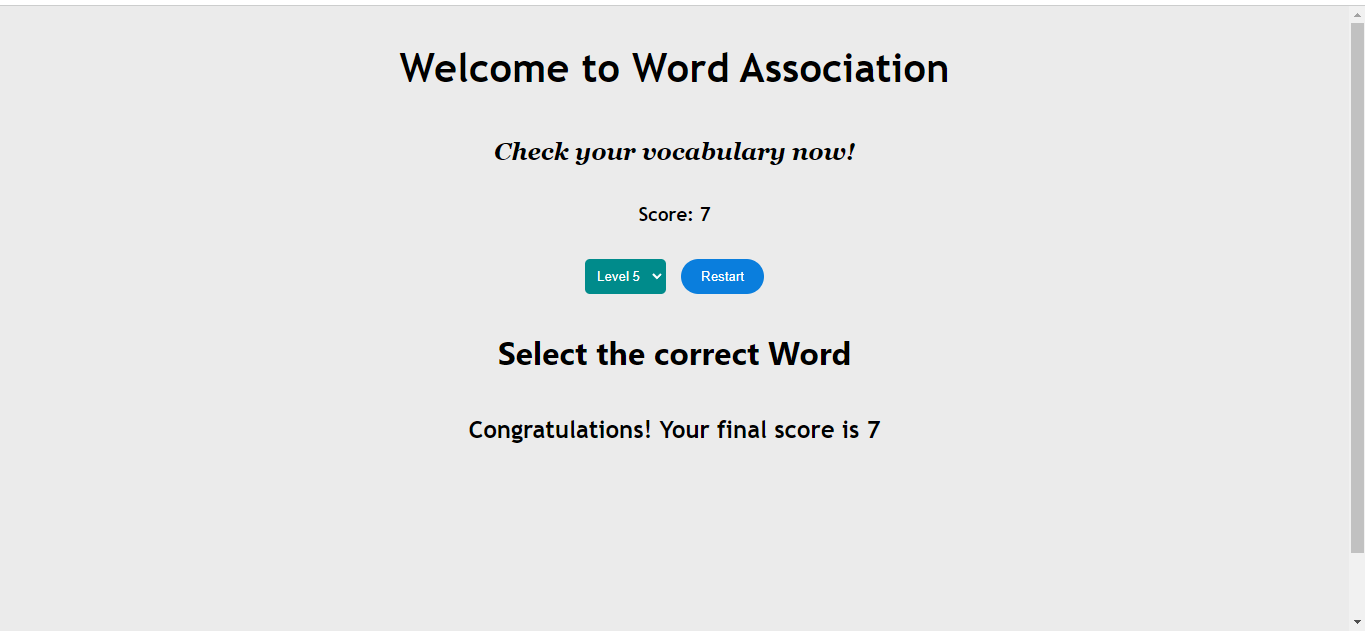 Welcome to Word Association
Check your vocabulary now!
Score: 7
Level 5 Restart
Select the correct Word
Congratulations! Your final score is 7